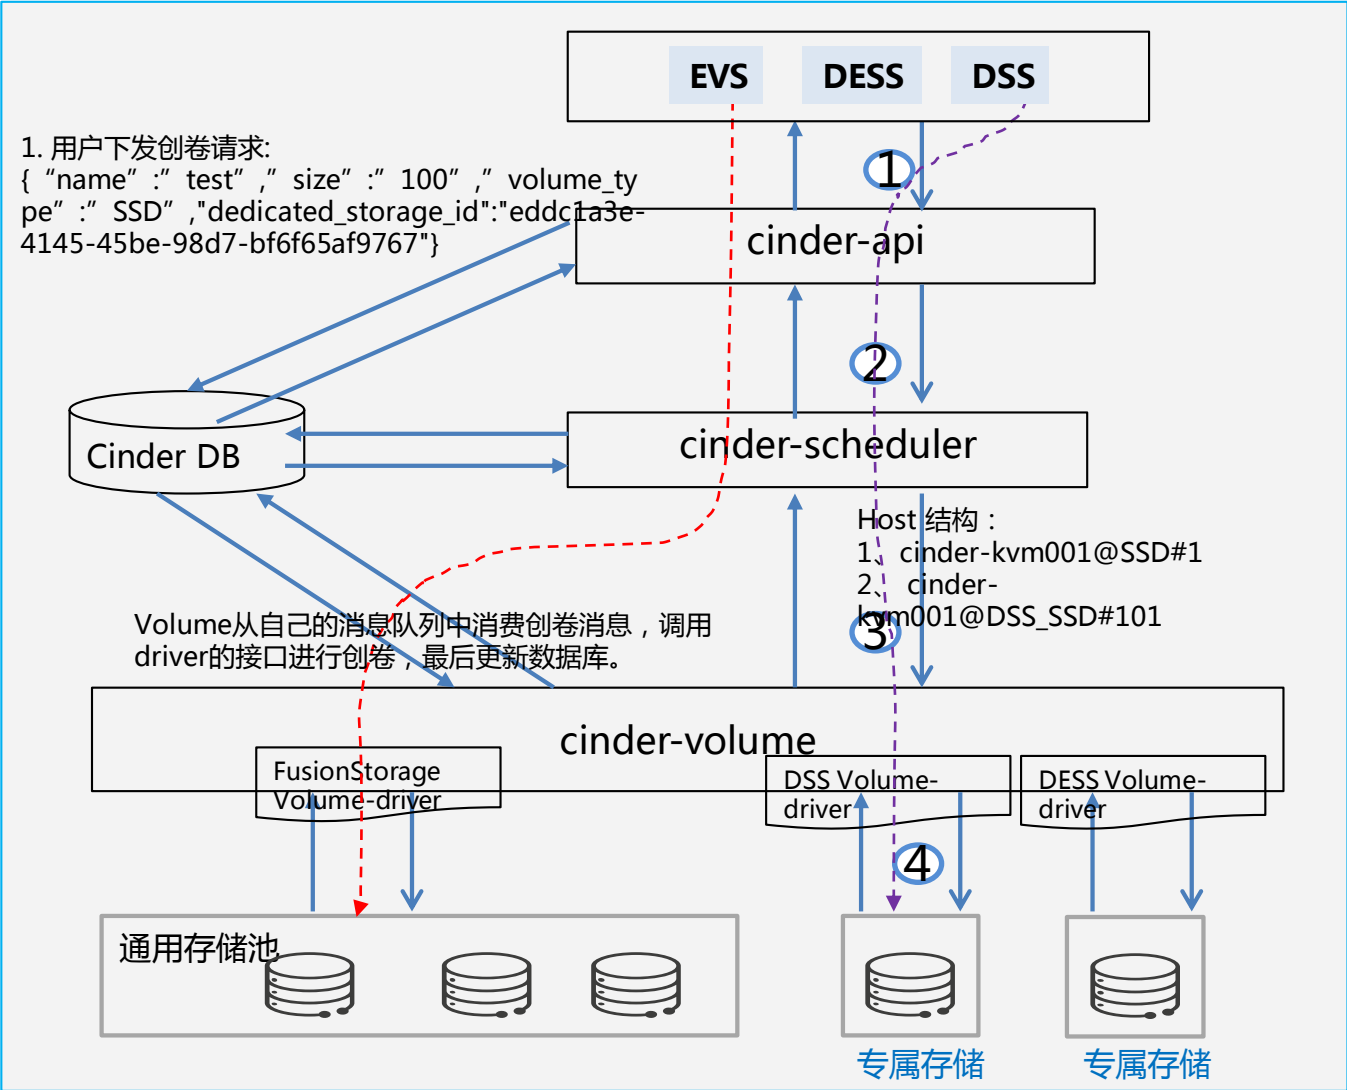 EVS
DESS
DSS
1. 用户下发创卷请求:
{ “name” :” test” ,” size” :” 100” ,” volume_ty
pe” :” SSD” ,"dedicated_storage_id":"eddc1a3e-
4145-45be-98d7-bf6f65af9767"}
1
cinder-api
2
Cinder DB
cinder-scheduler
Host 结构：
1、cinder-kvm001@SSD#1
2、 cinder-
kvm001@DSS_SSD#101
3
Volume从自己的消息队列中消费创卷消息，调用
driver的接口进行创卷，最后更新数据库。
cinder-volume
FusionStorage
Volume-driver
DSS Volume-
driver
DESS Volume-
driver
4
通用存储池
专属存储
专属存储